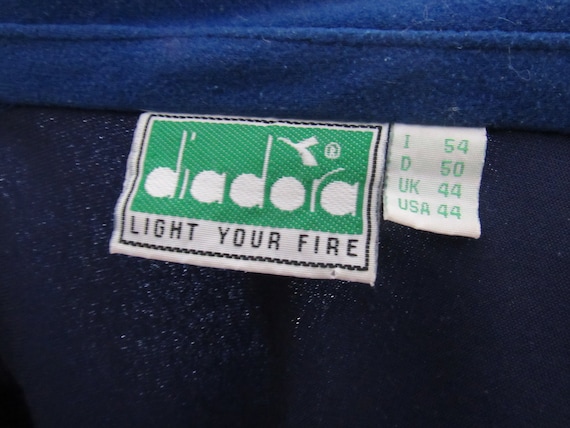 diadora ®
LIGHT YOUR FIRE
I 54
D 50
UK 44
USA 44